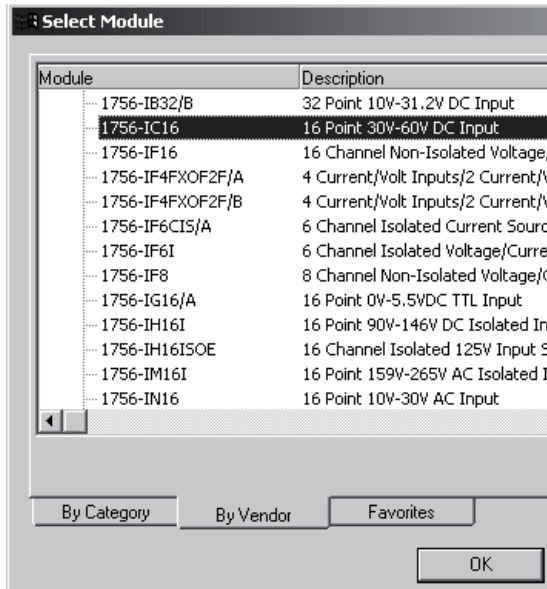 Select Module
Module Description
1756-IB32/B 32 Point 10V-31.2V DC Input
1756-IC16 16 Point 30V-60V DC Input
1756-IF16 16 Channel Non-Isolated Voltage/
1756-IF4FXOF2F/A 4 Current/Volt Inputs/2 Current/V
1756-IF4FXOF2F/B 4 Current/Volt Inputs/2 Current/V
1756-IF6CIS/A 6 Channel Isolated Current Sourc
1756-IF6I 6 Channel Isolated Voltage/Curre
1756-IF8 8 Channel Non-Isolated Voltage/C
1756-IG16/A 16 Point 0V-5.5VDC TTL Input
1756-IH16I 16 Point 90V-146V DC Isolated In
1756-IH16ISOE 16 Channel Isolated 125V Input S
1756-IM16I 16 Point 159V-265V AC Isolated I
1756-IN16 16 Point 10V-30V AC Input
By Category By Vendor Favorites
OK